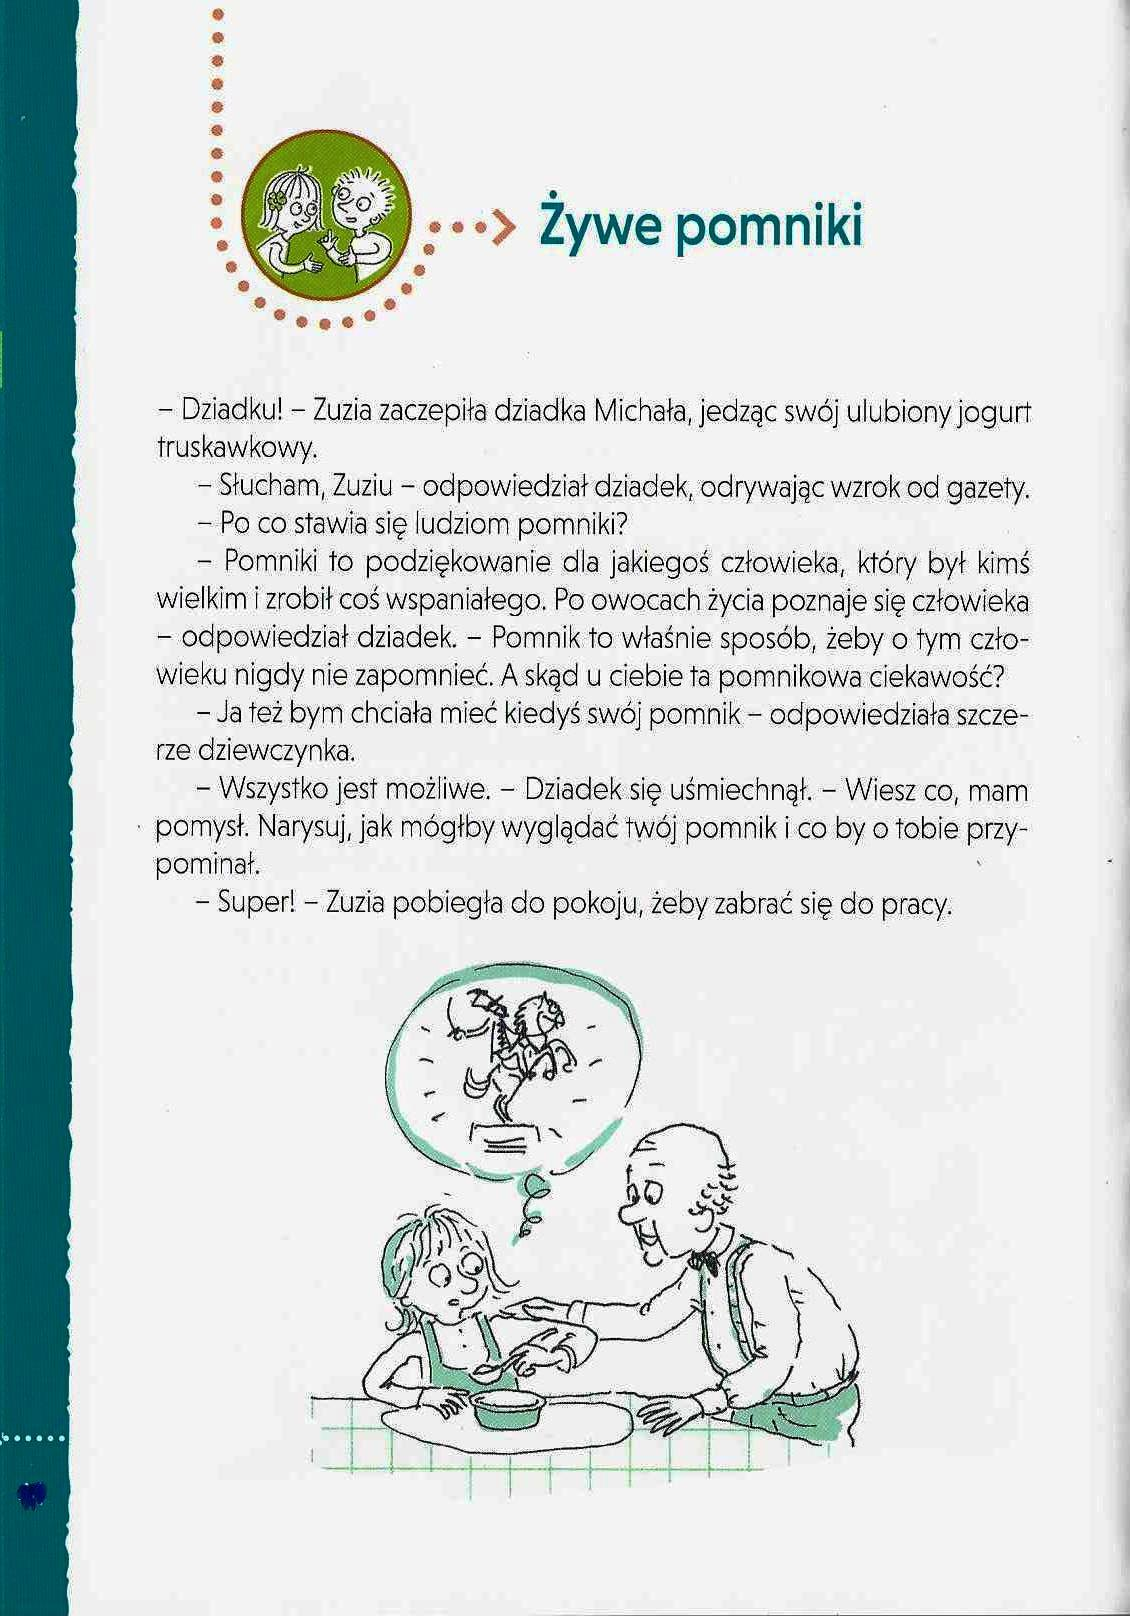 Żywe pomniki
– Dziadku! – Zuzia zaczepiła dziadka Michała, jedząc swój ulubiony jogurt
truskawkowy.
– Słucham, Zuziu – odpowiedział dziadek, odrywając wzrok od gazety.
– Po co stawia się ludziom pomniki?
– Pomniki to podziękowanie dla jakiegoś człowieka, który był kimś
wielkim i zrobił coś wspaniałego. Po owocach życia poznaje się człowieka
– odpowiedział dziadek. – Pomnik to właśnie sposób, żeby o tym czło-
wieku nigdy nie zapomnieć. A skąd u ciebie ta pomnikowa ciekawość?
– Ja też bym chciała mieć kiedyś swój pomnik – odpowiedziała szcze-
rze dziewczynka.
– Wszystko jest możliwe. – Dziadek się uśmiechnął. – Wiesz co, mam
pomysł. Narysuj, jak mógłby wyglądać twój pomnik i co by o tobie przy-
pominał.
– Super! – Zuzia pobiegła do pokoju, żeby zabrać się do pracy.